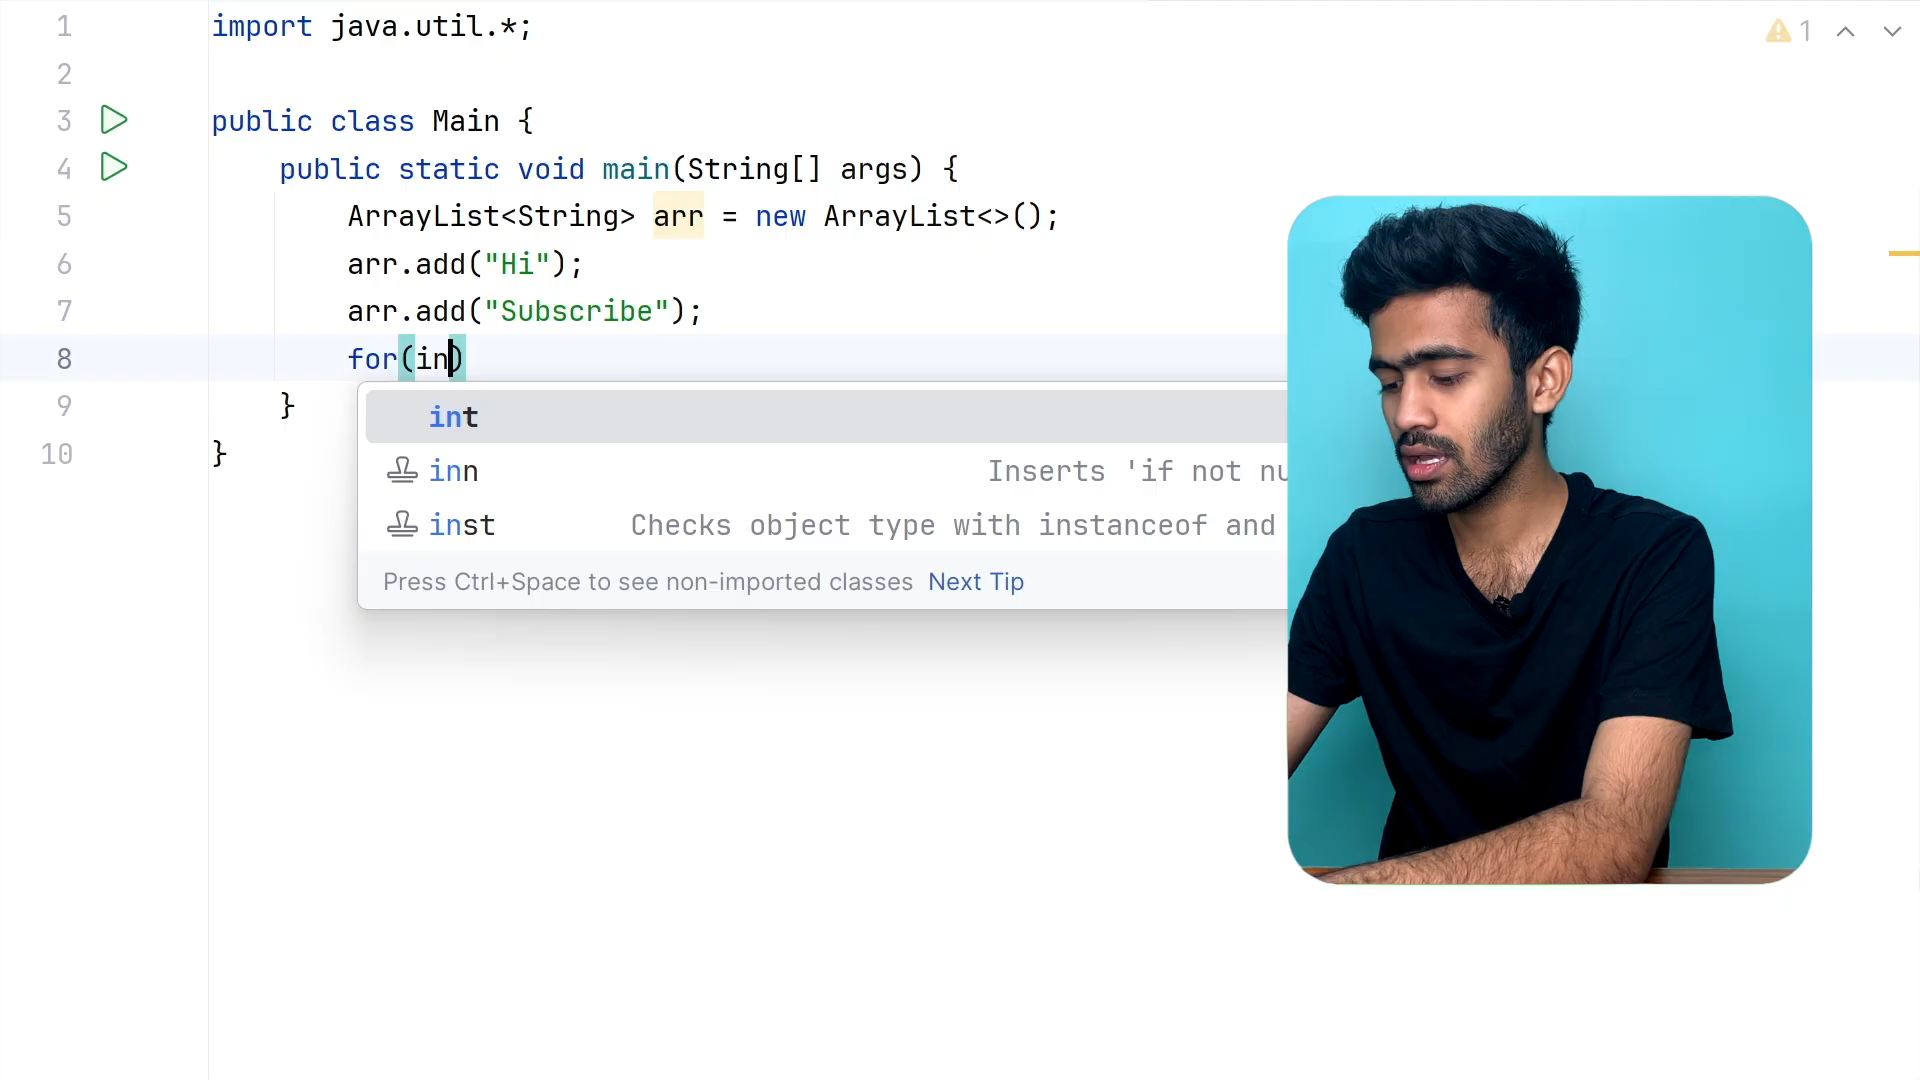 1 import java.util.*;
2
3 public class Main {
4 public static void main(String[] args) {
5 ArrayList<String> arr = new ArrayList<>();
6 arr.add("Hi");
7 arr.add("Subscribe");
8 for(in)
9 }
10 }
1
int
inn Inserts 'if not nu
inst Checks object type with instanceof and
Press Ctrl+Space to see non-imported classes Next Tip